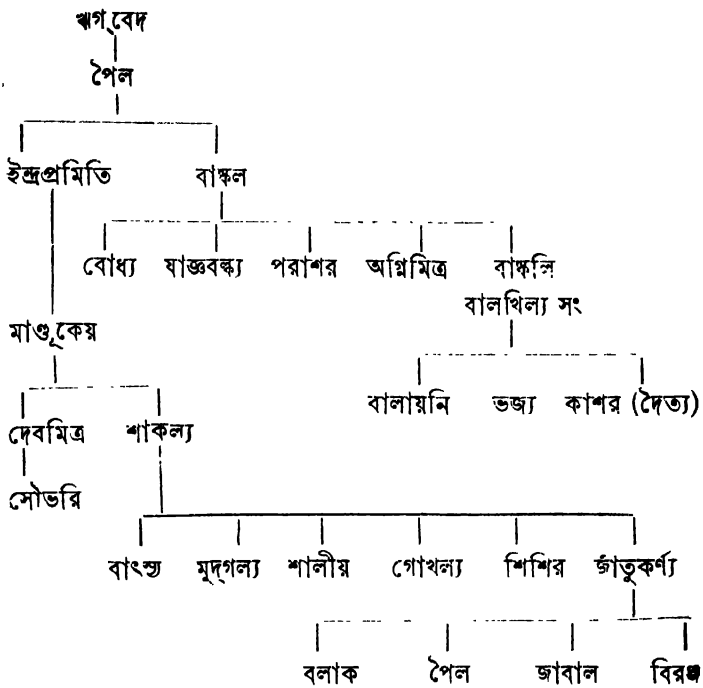 ঋগ্বেদ
পৈল
ইন্দ্রপ্রমিতি বাষ্কল
বোধ্য যাজ্ঞবল্ক্য পরাশর অগ্নিমিত্র বাষ্কলি
বালখিল্য সং
মাণ্ডূকেয়
বালায়নি ভজ্য কাশর (দৈত্য)
দেবমিত্র শাকল্য
সৌভরি
বাৎস্য মুদ্গল্য শালীয় গোখল্য শিশির জাতুকর্ণ্য
বলাক পৈল জাবাল